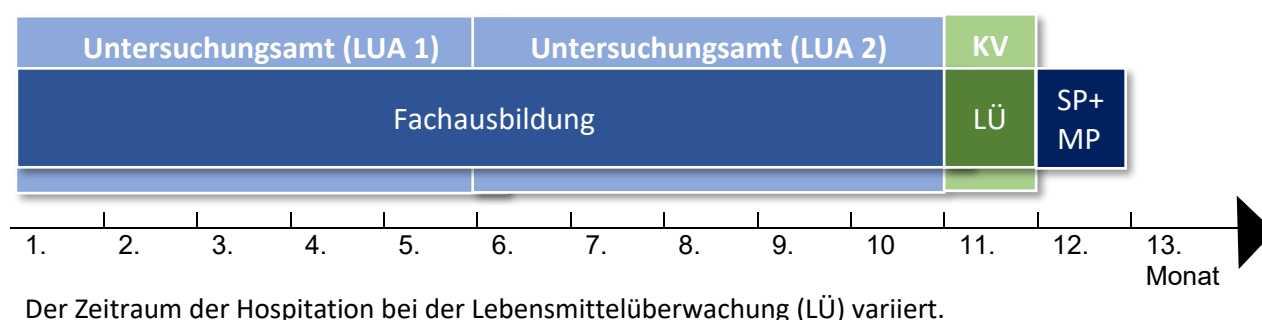 Untersuchungsamt (LUA 1) Untersuchungsamt (LUA 2) KV
Fachausbildung LÜ SP+
MP
1. 2. 3. 4. 5. 6. 7. 8. 9. 10 11. 12. 13.
Monat
Der Zeitraum der Hospitation bei der Lebensmittelüberwachung (LÜ) variiert.